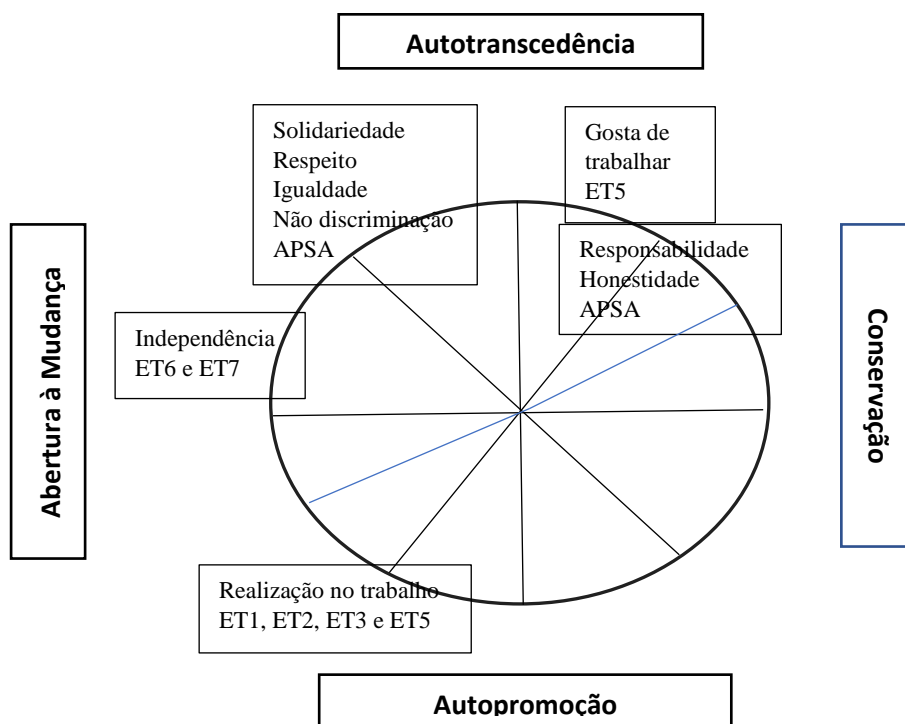 Autotranscedência
Solidariedade
Respeito
Igualdade
Não discriminação
APSA
Gosta de
trabalhar
ET5
Responsabilidade
Honestidade
APSA
Abertura à Mudança
Independência
ET6 e ET7
Conservação
Realização no trabalho
ET1, ET2, ET3 e ET5
Autopromoção